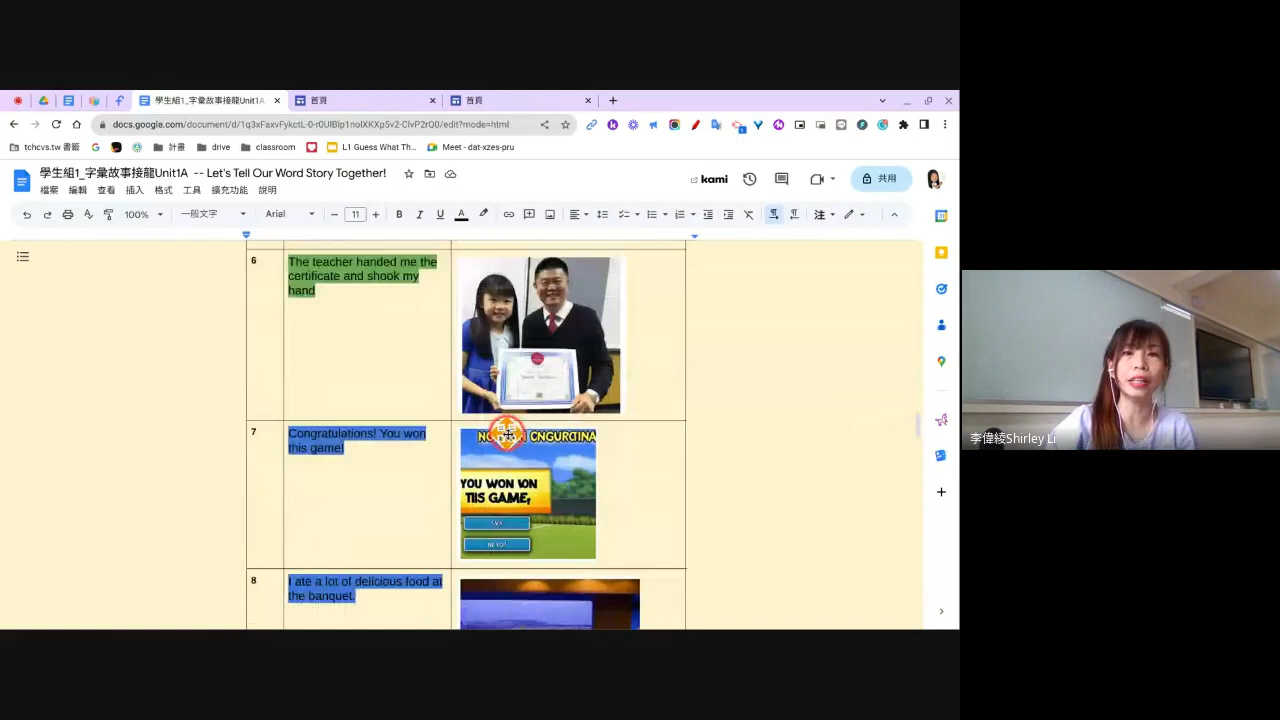 學生組1_字彙故事接龍Unit1A
首頁
首頁
docs.google.com/document/d/1q3xFaxvFykctL-0-r0UIBlp1nolXKXp5v2-ClvP2rQ0/edit?mode=html
tchcvs.tw 書籤
計畫
drive
classroom
L1 Guess What Th...
Meet - dat-xzes-pru
學生組1_字彙故事接龍Unit1A -- Let's Tell Our Word Story Together!
檔案 編輯 查看 插入 格式 工具 擴充功能 說明
kami
共用
100%
一般文字
Arial
11
B I U A
注
6
The teacher handed me the
certificate and shook my
hand
7
Congratulations! You won
this game!
CNGURCTINA
YOU WON VON
TIIS GAME,
8
I ate a lot of delicious food at
the banquet.
李偉綾Shirley Li